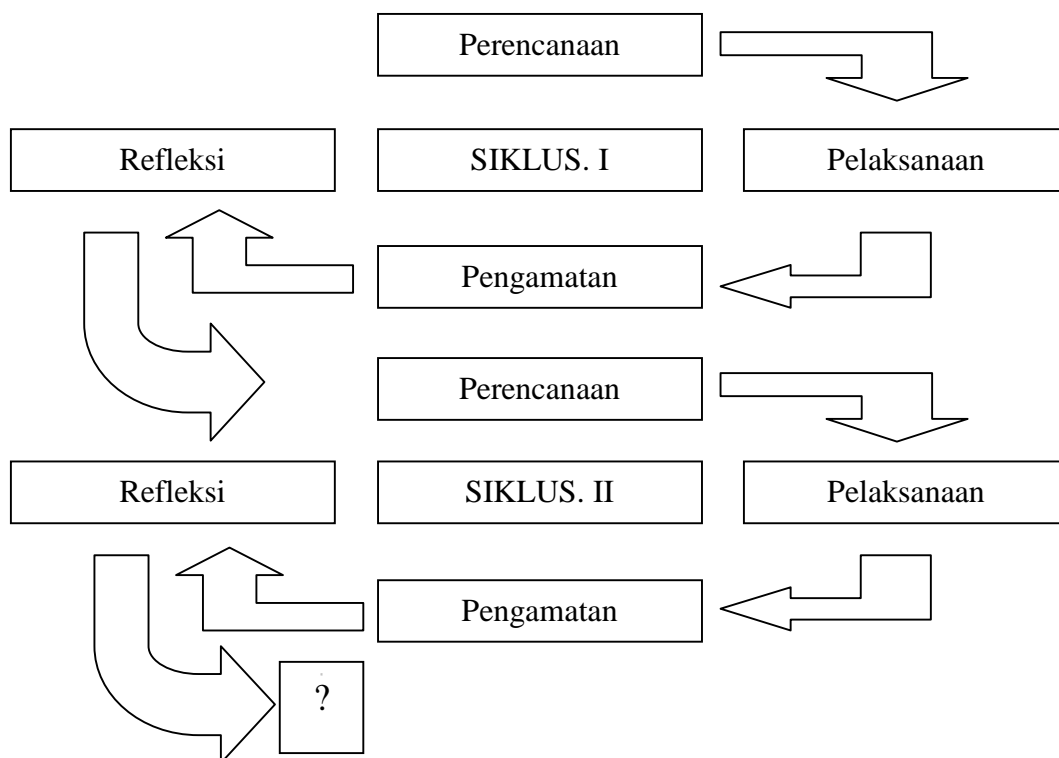 Perencanaan
Refleksi
SIKLUS. I
Pelaksanaan
Pengamatan
Perencanaan
Refleksi
SIKLUS. II
Pelaksanaan
Pengamatan
?